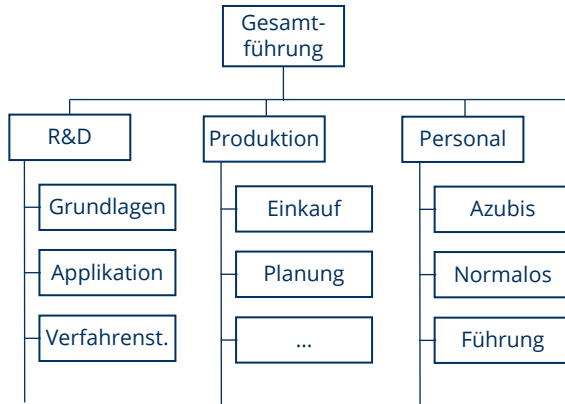 Gesamt-
führung
R&D
Produktion
Personal
Grundlagen
Einkauf
Azubis
Applikation
Planung
Normalos
Verfahrenst.
...
Führung